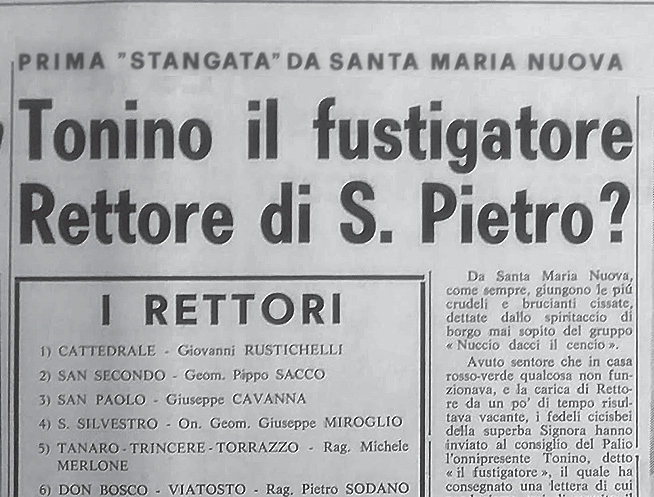 PRIMA "STANGATA" DA SANTA MARIA NUOVA
Tonino il fustigatore
Rettore di S. Pietro?
I RETTORI
1) CATTEDRALE - Giovanni RUSTICHELLI
2) SAN SECONDO - Geom. Pippo SACCO
3) SAN PAOLO - Giuseppe CAVANNA
4) S. SILVESTRO - On. Geom. Giuseppe MIROGLIO
5) TANARO-TRINCERE-TORRAZZO - Rag. Michele
MERLONE
6) DON BOSCO - VIATOSTO - Rag. Pietro SODANO
Da Santa Maria Nuova,
come sempre, giungono le piú
crudeli e brucianti cissate,
dettate dallo spiritaccio di
borgo mai sopito del gruppo
« Nuccio dacci il cencio ».
Avuto sentore che in casa
rosso-verde qualcosa non fun-
zionava, e la carica di Retto-
re da un po' di tempo risul-
tava vacante, i fedeli cicisbei
della superba Signora hanno
inviato al consiglio del Palio
l'onnipresente Tonino, detto
« il fustigatore », il quale ha
consegnato una lettera di cui